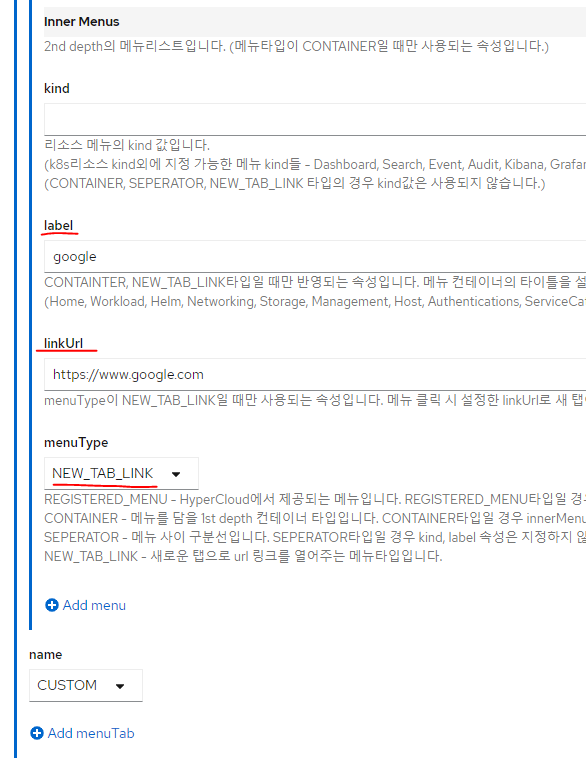 Inner Menus
2nd depth의 메뉴리스트입니다. (메뉴타입이 CONTAINER일 때만 사용되는 속성입니다.)
kind
리소스 메뉴의 kind 값입니다.
(k8s리소스 kind외에 지정 가능한 메뉴 kind들 - Dashboard, Search, Event, Audit, Kibana, Grafan
(CONTAINER, SEPERATOR, NEW_TAB_LINK 타입의 경우 kind값은 사용되지 않습니다.)
label
google
CONTAINTER, NEW_TAB_LINK타입일 때만 반영되는 속성입니다. 메뉴 컨테이너의 타이틀을 설
(Home, Workload, Helm, Networking, Storage, Management, Host, Authentications, ServiceCat
linkUrl
https://www.google.com
menuType이 NEW_TAB_LINK일 때만 사용되는 속성입니다. 메뉴 클릭 시 설정한 linkUrl로 새 탭
menuType
NEW_TAB_LINK
REGISTERED_MENU - HyperCloud에서 제공되는 메뉴입니다. REGISTERED_MENU타입일 경우
CONTAINER - 메뉴를 담을 1st depth 컨테이너 타입입니다. CONTAINER타입일 경우 innerMenu
SEPERATOR - 메뉴 사이 구분선입니다. SEPERATOR타입일 경우 kind, label 속성은 지정하지 않
NEW_TAB_LINK - 새로운 탭으로 url 링크를 열어주는 메뉴타입입니다.
Add menu
name
CUSTOM
Add menuTab